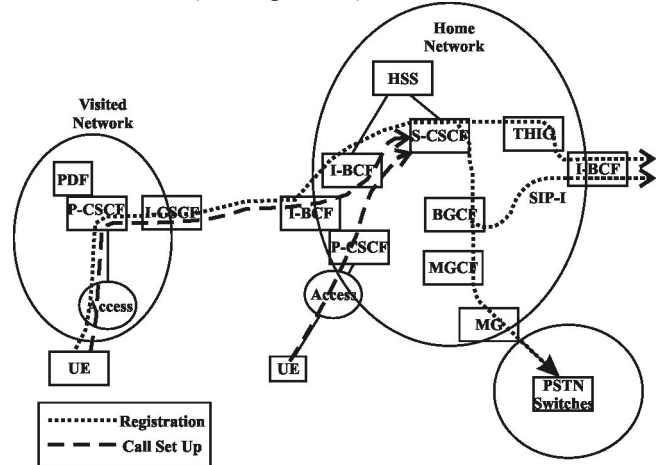 Home
Network
HSS
Visited
Network
S-CSCF
THIG
I-BCF
I-BCF
PDF
P-CSCF
I-GSGF
I-BCF
BGCF
SIP-I
P-CSCF
MGCF
Access
Access
MG
UE
UE
PSTN
Switches
Registration
Call Set Up